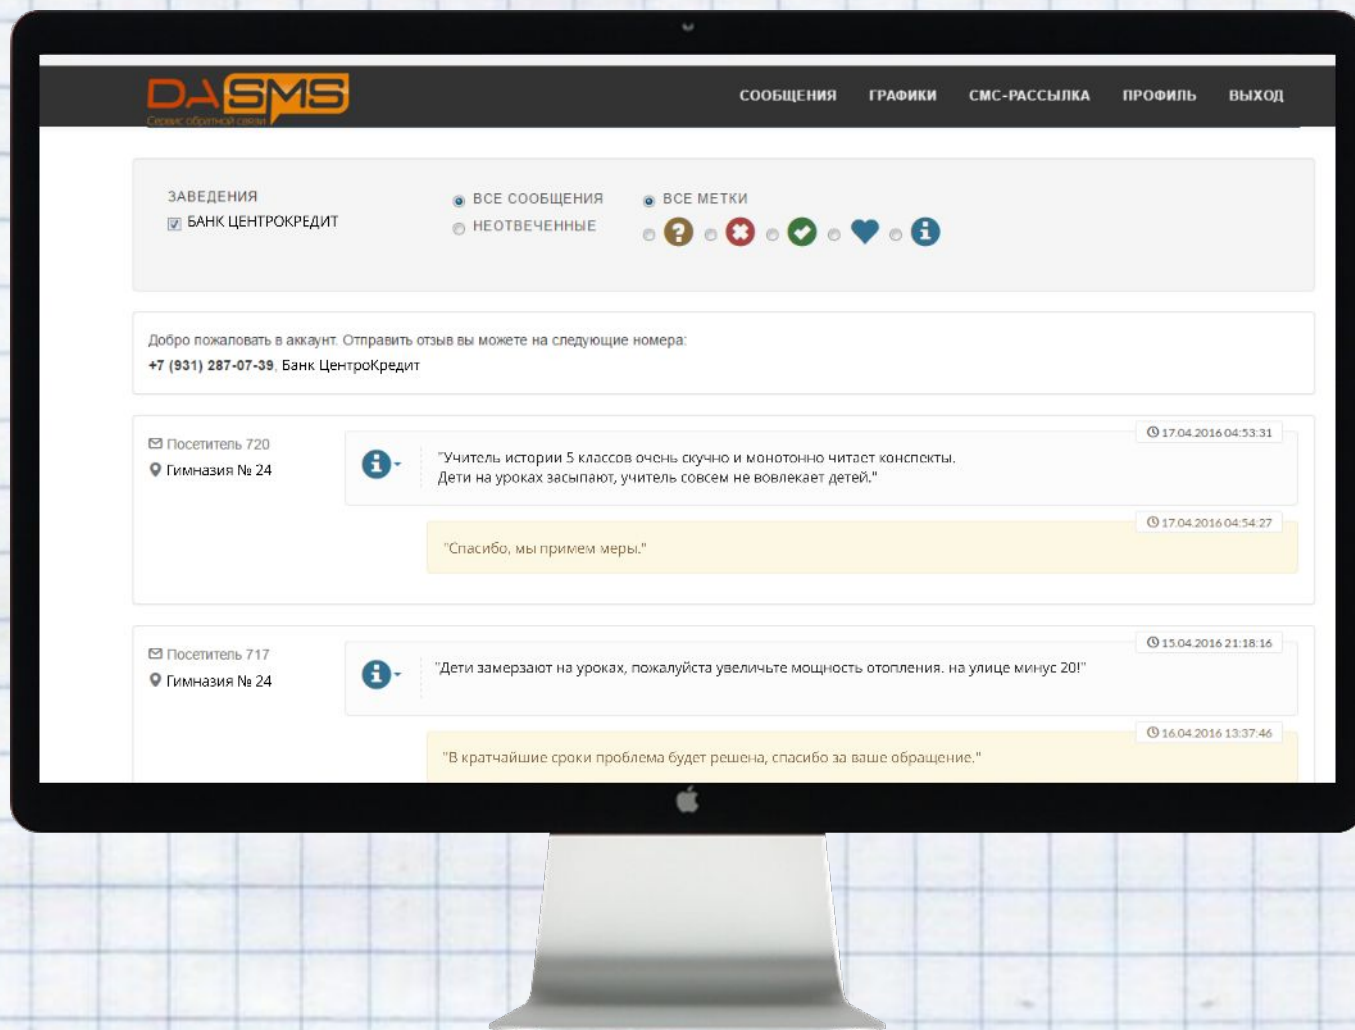 DASMS
Сервис обратной связи
СООБЩЕНИЯ ГРАФИКИ СМС-РАССЫЛКА ПРОФИЛЬ ВЫХОД
ЗАВЕДЕНИЯ
БАНК ЦЕНТРОКРЕДИТ
ВСЕ СООБЩЕНИЯ
НЕОТВЕЧЕННЫЕ
ВСЕ МЕТКИ
Добро пожаловать в аккаунт. Отправить отзыв вы можете на следующие номера:
+7 (931) 287-07-39, Банк ЦентроКредит
Посетитель 720
Гимназия № 24
17.04.2016 04:53:31
"Учитель истории 5 классов очень скучно и монотонно читает конспекты.
Дети на уроках засыпают, учитель совсем не вовлекает детей."
17.04.2016 04:54:27
"Спасибо, мы примем меры."
Посетитель 717
Гимназия № 24
15.04.2016 21:18:16
"Дети замерзают на уроках, пожалуйста увеличьте мощность отопления. на улице минус 20!"
16.04.2016 13:37:46
"В кратчайшие сроки проблема будет решена, спасибо за ваше обращение."